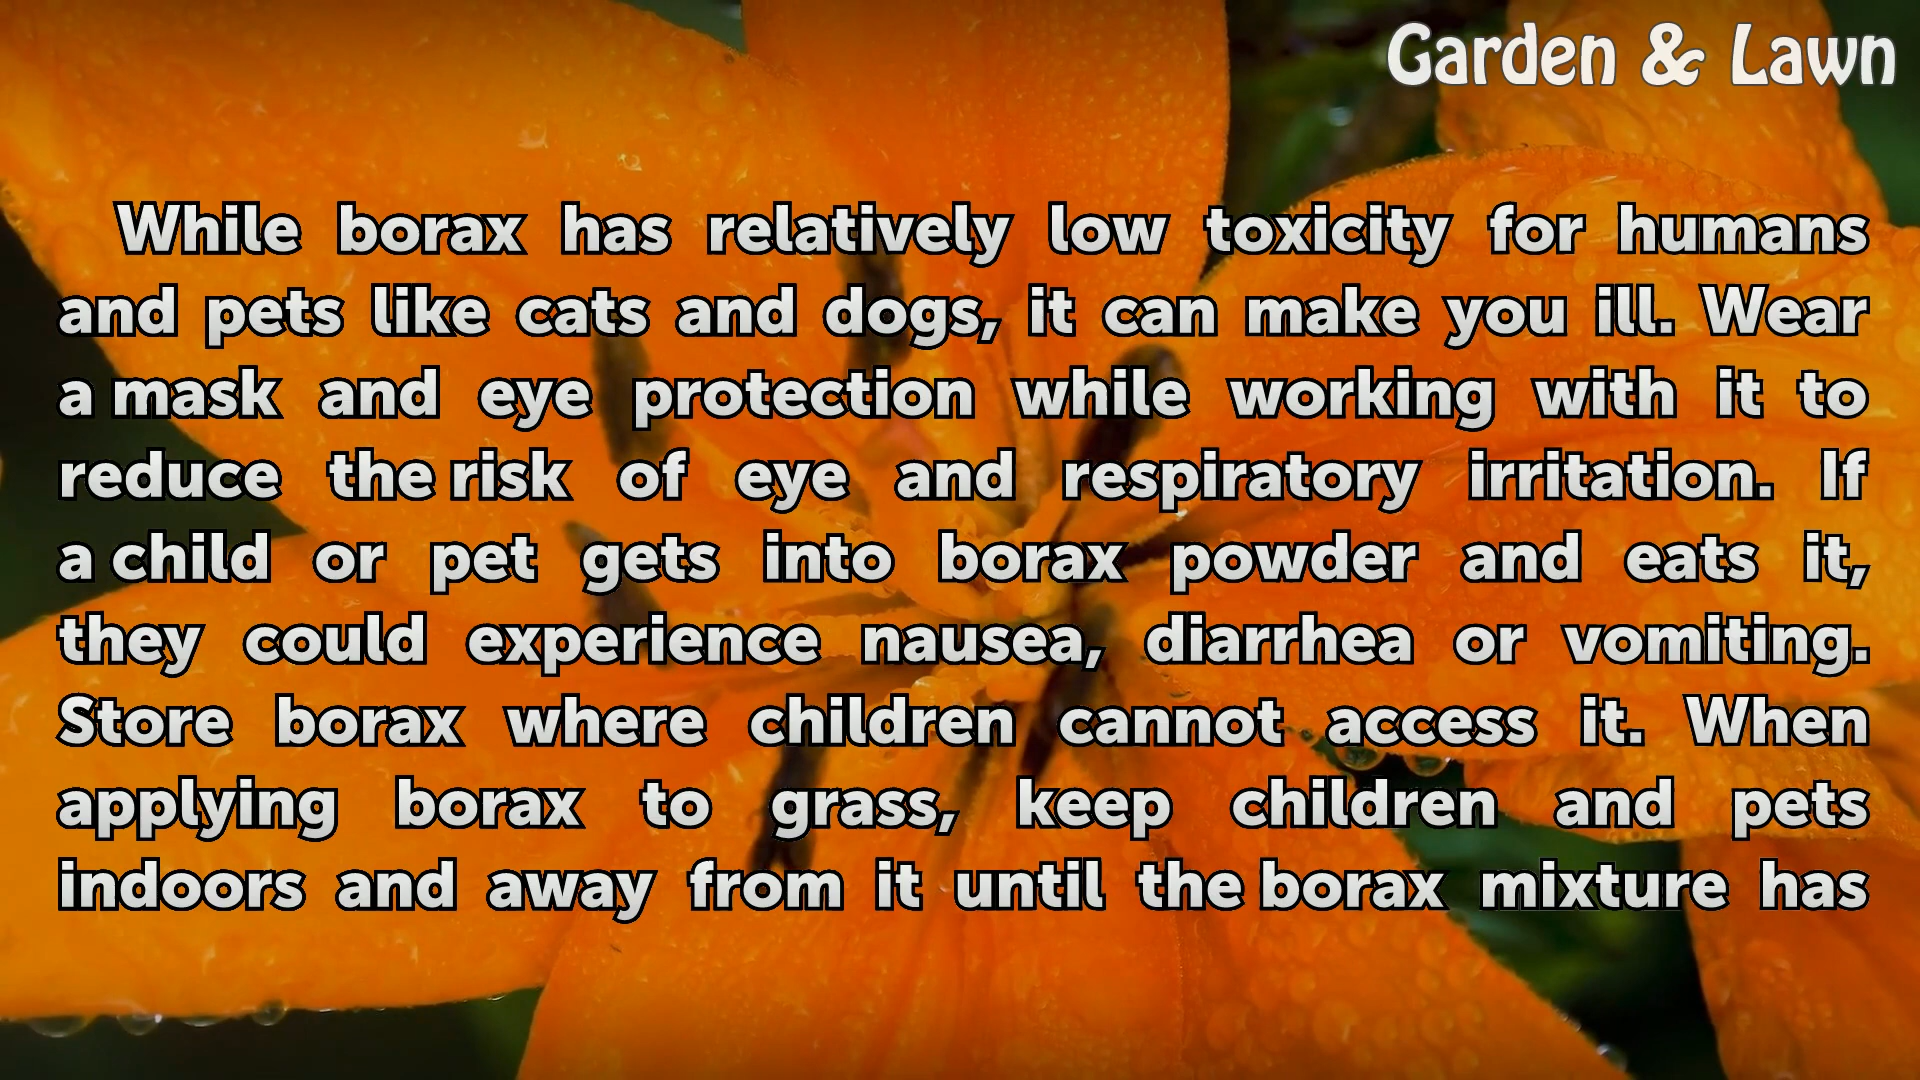 Garden & Lawn
While borax has relatively low toxicity for humans
and pets like cats and dogs, it can make you ill. Wear
a mask and eye protection while working with it to
reduce the risk of eye and respiratory irritation. If
a child or pet gets into borax powder and eats it,
they could experience nausea, diarrhea or vomiting.
Store borax where children cannot access it. When
applying borax to grass, keep children and pets
indoors and away from it until the borax mixture has